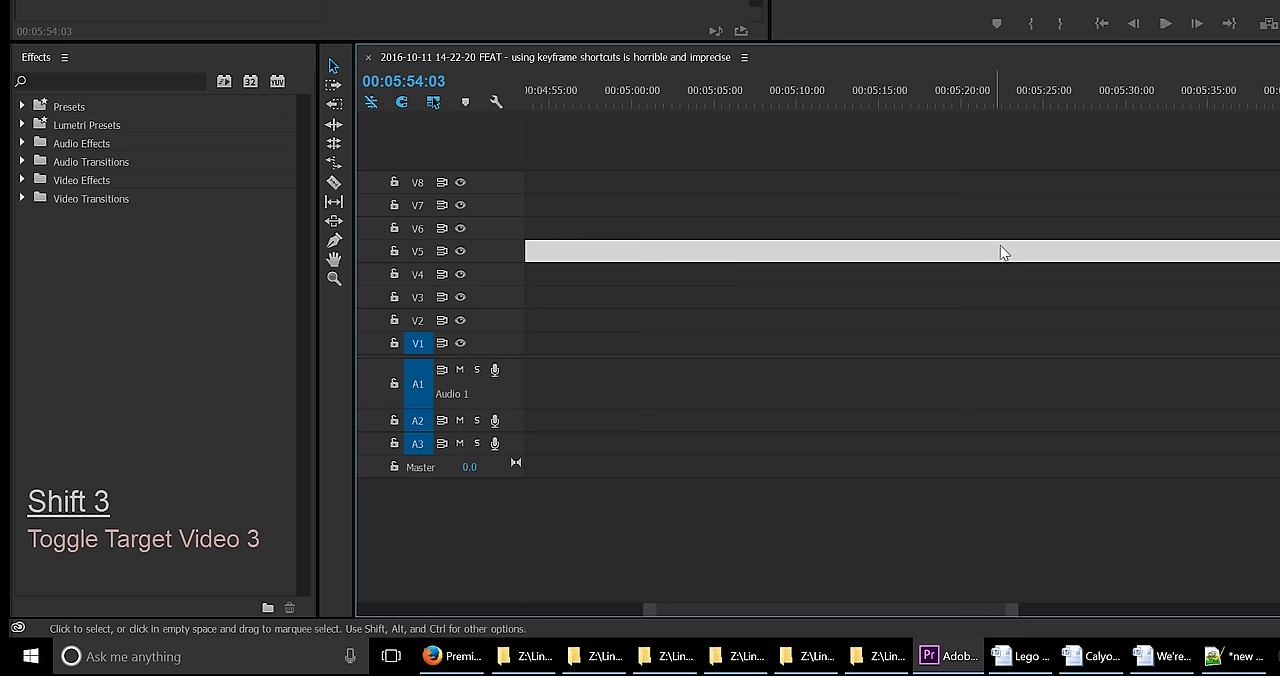 00:05:54:03
Effects
2016-10-11 14-22-20 FEAT - using keyframe shortcuts is horrible and imprecise
00:05:54:03
0:04:55:00 00:05:00:00 00:05:05:00 00:05:10:00 00:05:15:00 00:05:20:00 00:05:25:00 00:05:30:00 00:05:35:00 00:
32
YUV
Presets
Lumetri Presets
Audio Effects
Audio Transitions
Video Effects
Video Transitions
V8
V7
V6
V5
V4
V3
V2
V1
A1 M S
Audio 1
A2 M S
A3 M S
Master 0.0
Shift 3
Toggle Target Video 3
Click to select, or click in empty space and drag to marquee select. Use Shift, Alt, and Ctrl for other options.
Ask me anything Premi... Z:\Lin... Z:\Lin... Z:\Lin... Z:\Lin... Z:\Lin... Z:\Lin... Pr Adob... Lego ... Calyo... We're... *new ...